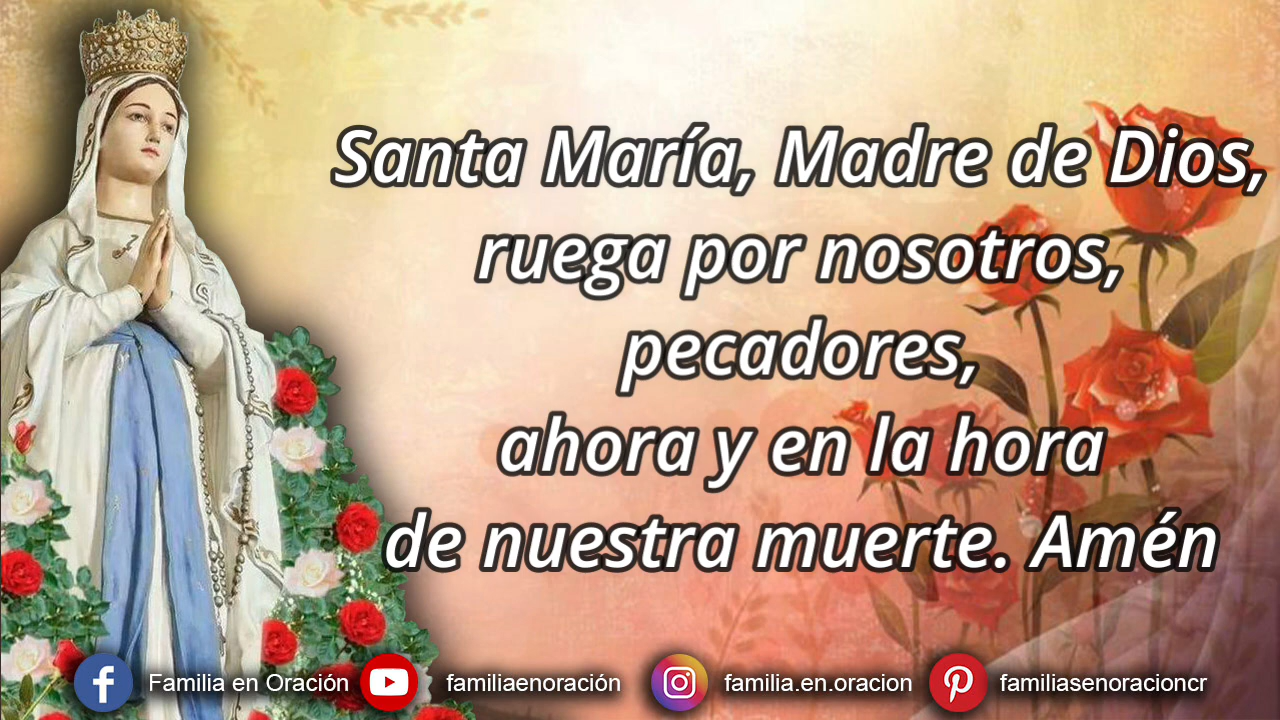 Santa María, Madre de Dios,
ruega por nosotros,
pecadores,
ahora y en la hora
de nuestra muerte. Amén
Familia en Oración familiaenoración familia.en.oracion familiasenoracioncr